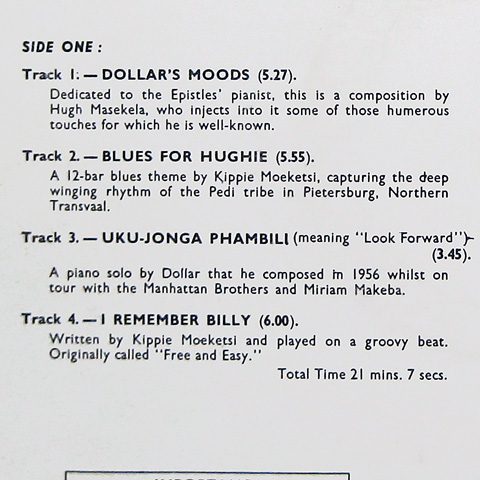 SIDE ONE :
Track 1. — DOLLAR'S MOODS (5.27).
Dedicated to the Epistles' pianist, this is a composition by
Hugh Masekela, who injects into it some of those humerous
touches for which he is well-known.
Track 2. — BLUES FOR HUGHIE (5.55).
A 12-bar blues theme by Kippie Moeketsi, capturing the deep
winging rhythm of the Pedi tribe in Pietersburg, Northern
Transvaal.
Track 3. — UKU-JONGA PHAMBILI (meaning "Look Forward")-
(3.45).
A piano solo by Dollar that he composed in 1956 whilst on
tour with the Manhattan Brothers and Miriam Makeba.
Track 4. — I REMEMBER BILLY (6.00).
Written by Kippie Moeketsi and played on a groovy beat.
Originally called "Free and Easy."
Total Time 21 mins. 7 secs.